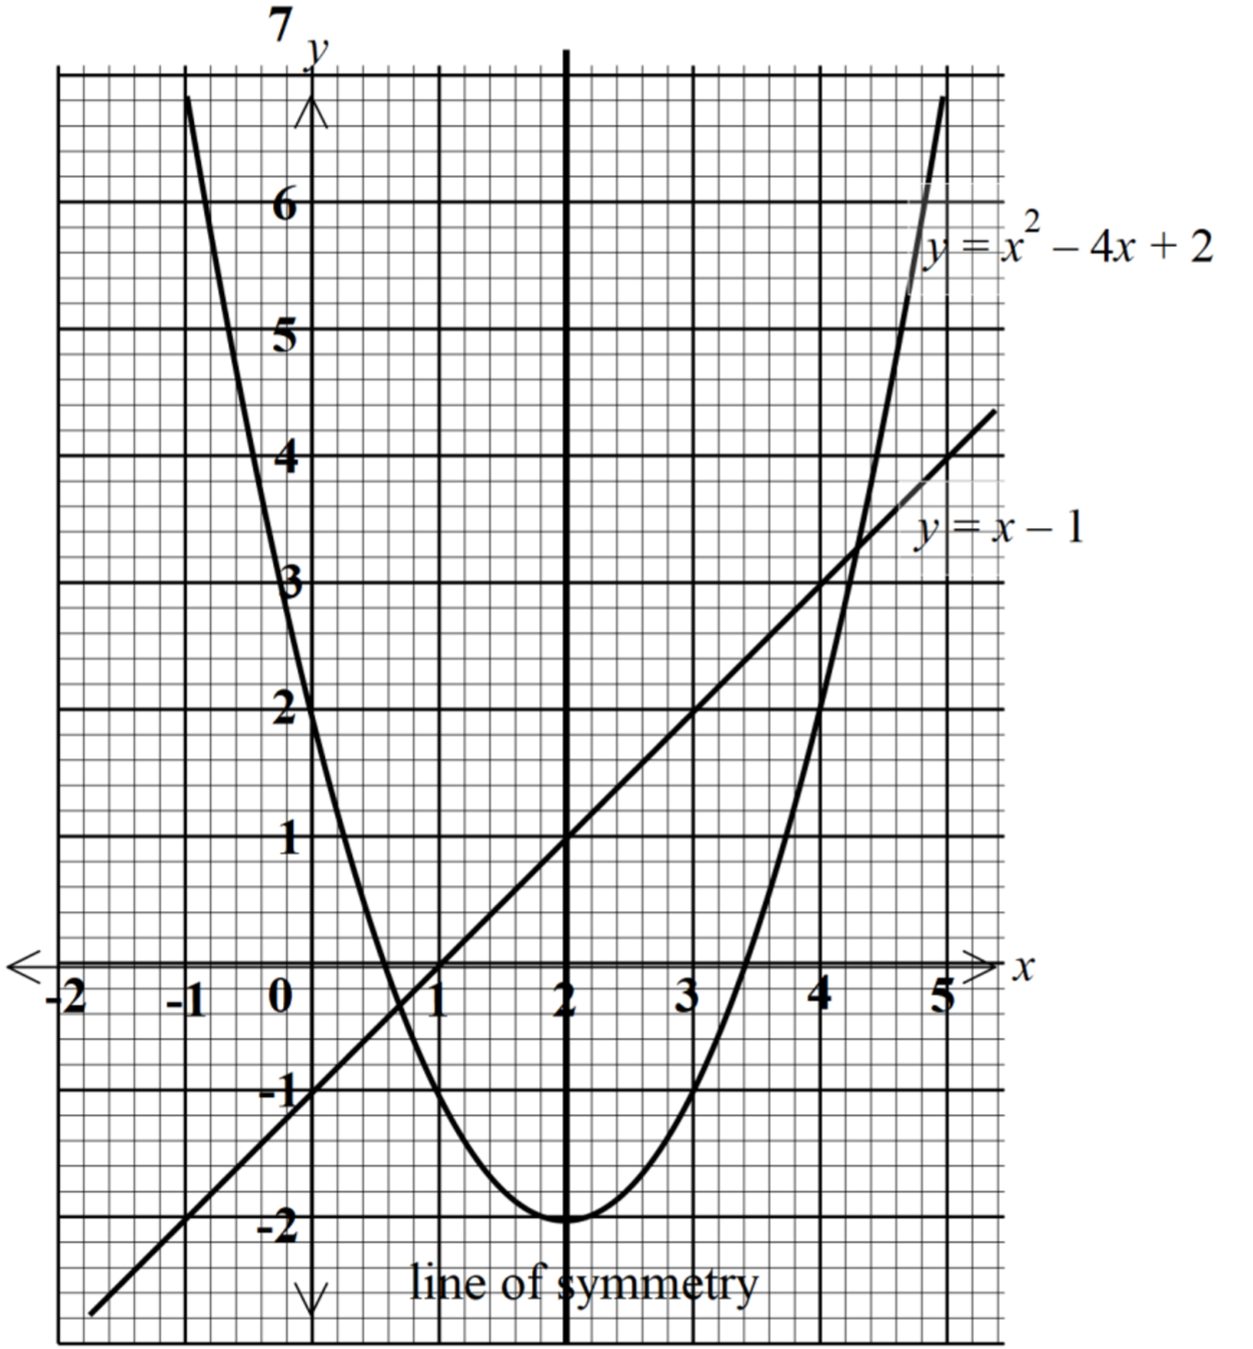 7
y
6
y = x² – 4x + 2
5
4
y = x – 1
3
2
1
x
-2 -1 0 1 2 3 4 5
-1
-2
line of symmetry